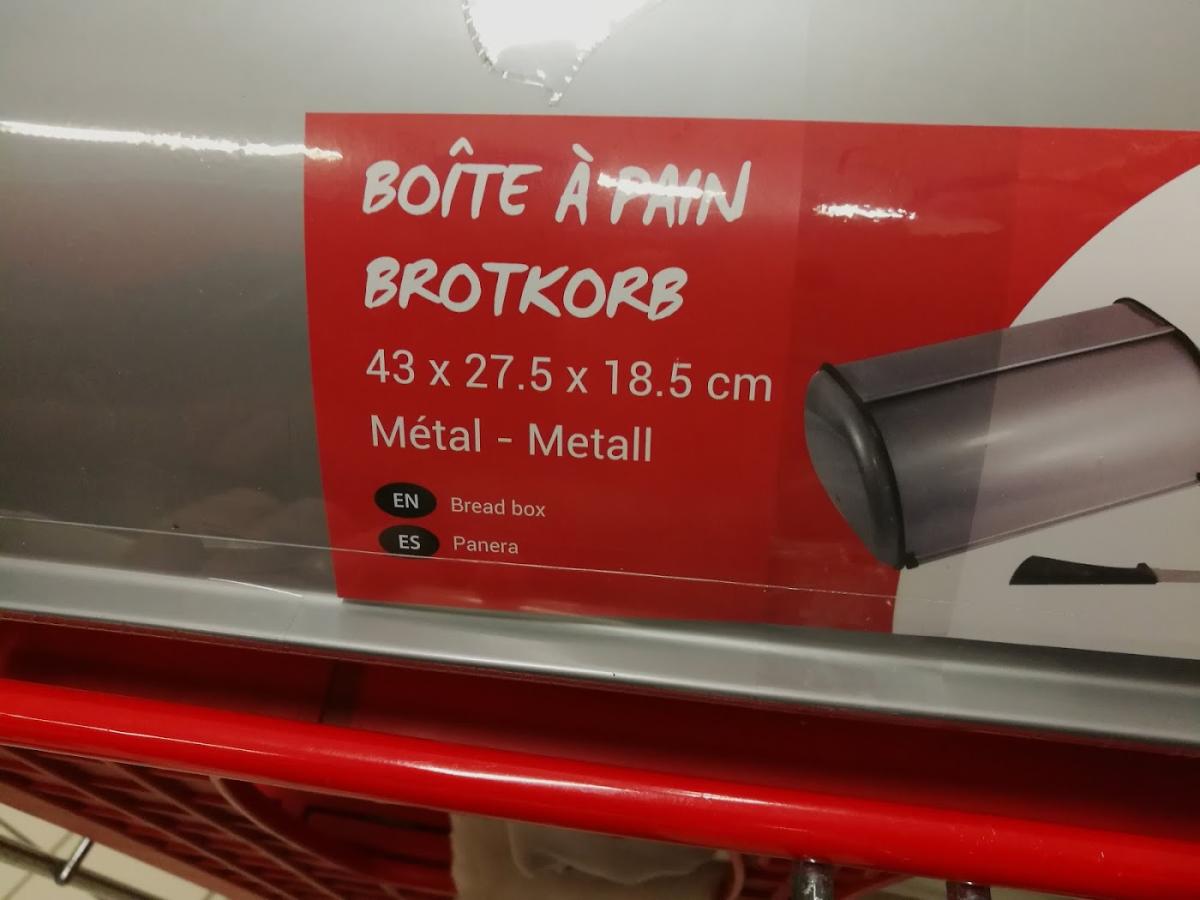 BOÎTE À PAIN
BROTKORB
43 x 27.5 x 18.5 cm
Métal - Metall
EN Bread box
ES Panera